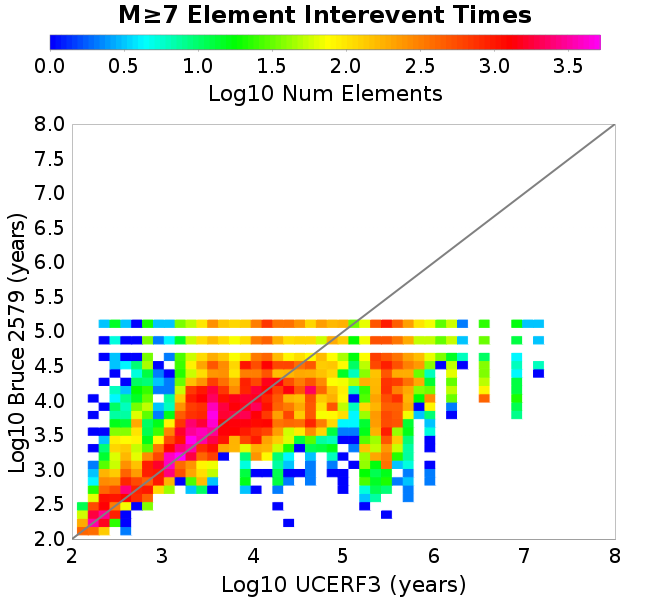 M≥7 Element Interevent Times
0.0 0.5 1.0 1.5 2.0 2.5 3.0 3.5
Log10 Num Elements
8.0
7.5
7.0
6.5
6.0
5.5
5.0
4.5
4.0
3.5
3.0
2.5
2.0
Log10 Bruce 2579 (years)
2 3 4 5 6 7 8
Log10 UCERF3 (years)